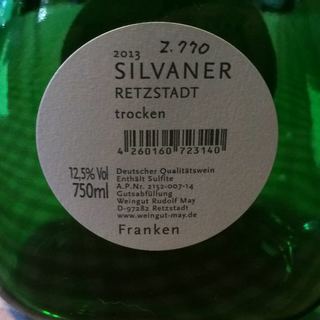 2013 Z.770
SILVANER
RETZSTADT
trocken
4 260160 723140
12,5% Vol
750ml
Deutscher Qualitätswein
Enthält Sulfite
A.P.Nr. 2152-007-14
Gutsabfüllung
Weingut Rudolf May
D-97282 Retzstadt
www.weingut-may.de
Franken